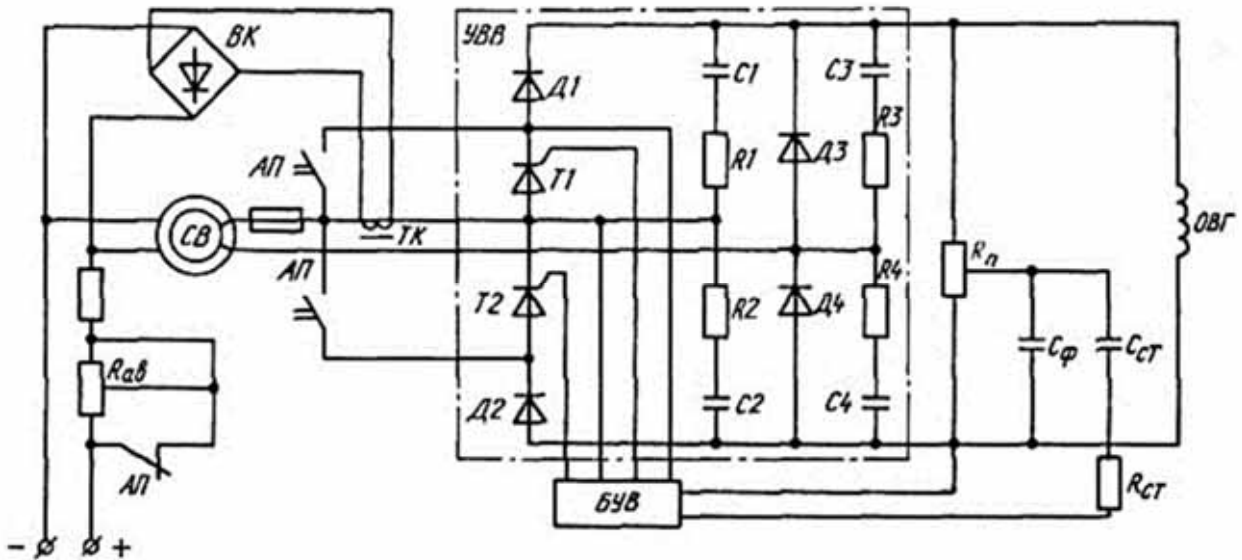 ВК
УВВ
Д1
С1
С3
R3
АП
Т1
R1
Д3
СВ
ТК
ОВГ
АП
Rп
Т2
R2
Д4
R4
Rав
Сф
Сст
Д2
С2
С4
АП
БУВ
Rст
- +